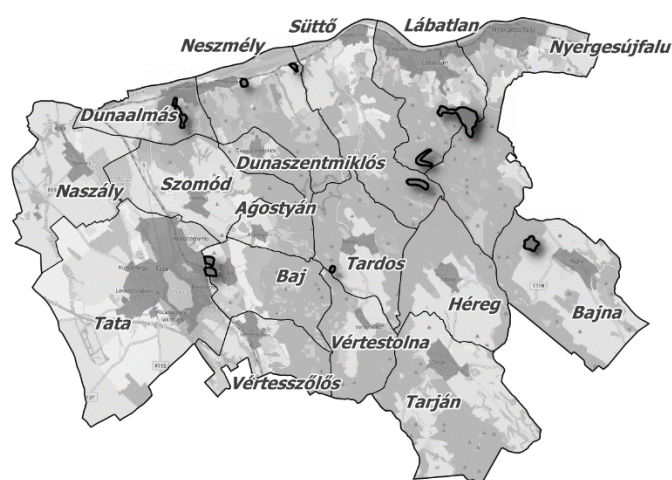 Süttő
Lábatlan
Neszmély
Nyergesújfalu
Dunaalmás
Dunaszentmiklós
Naszály
Szomód
Agostyán
Baj
Tardos
Héreg
Bajna
Tata
Vértestolna
Vértesszőlős
Tarján